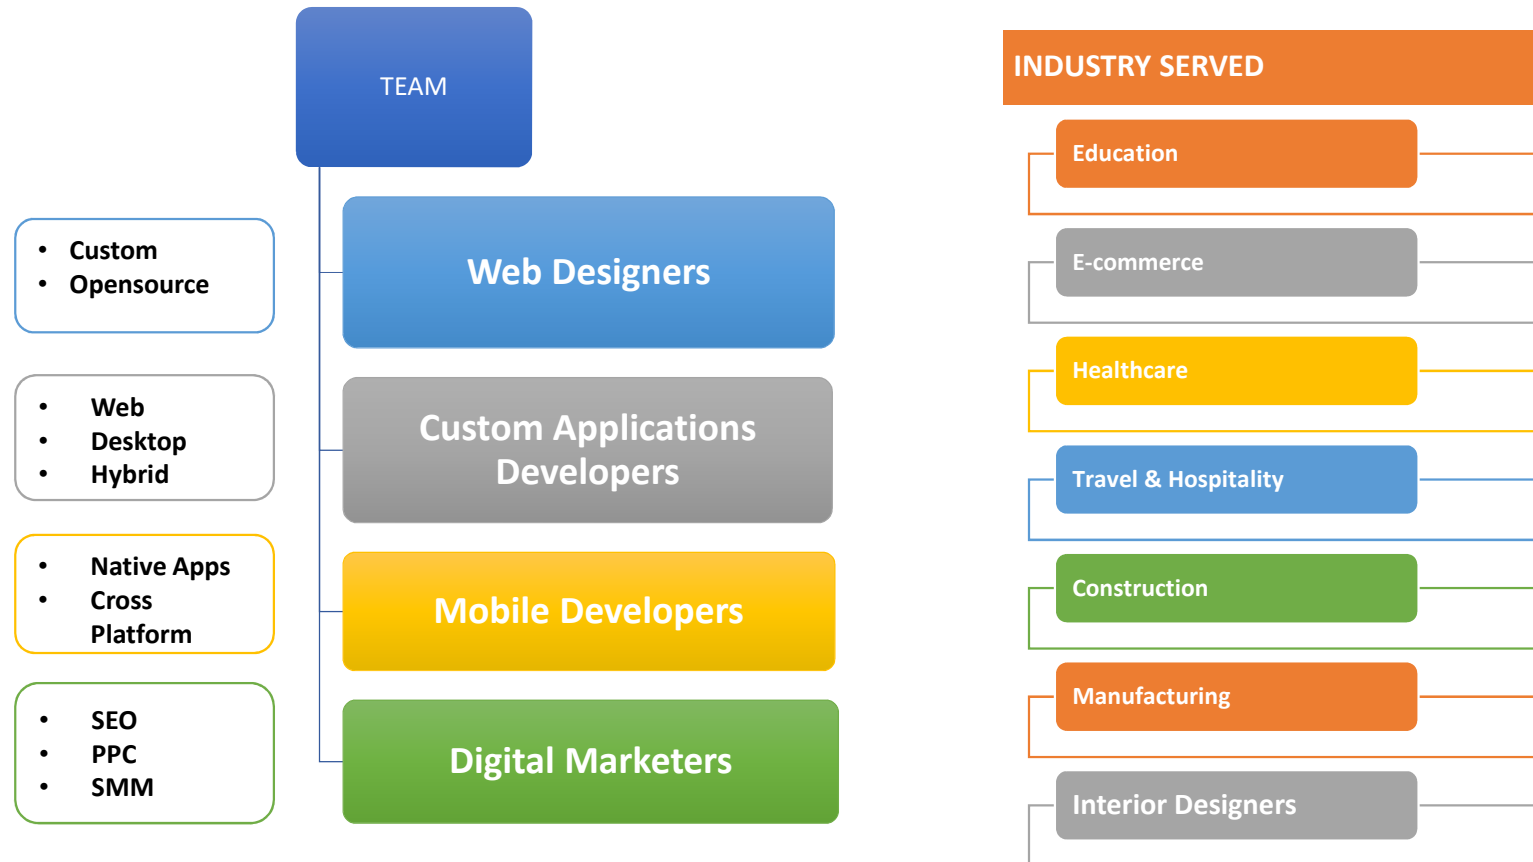 TEAM
• Custom
• Opensource
Web Designers
• Web
• Desktop
• Hybrid
Custom Applications
Developers
• Native Apps
• Cross
Platform
Mobile Developers
• SEO
• PPC
• SMM
Digital Marketers
INDUSTRY SERVED
Education
E-commerce
Healthcare
Travel & Hospitality
Construction
Manufacturing
Interior Designers